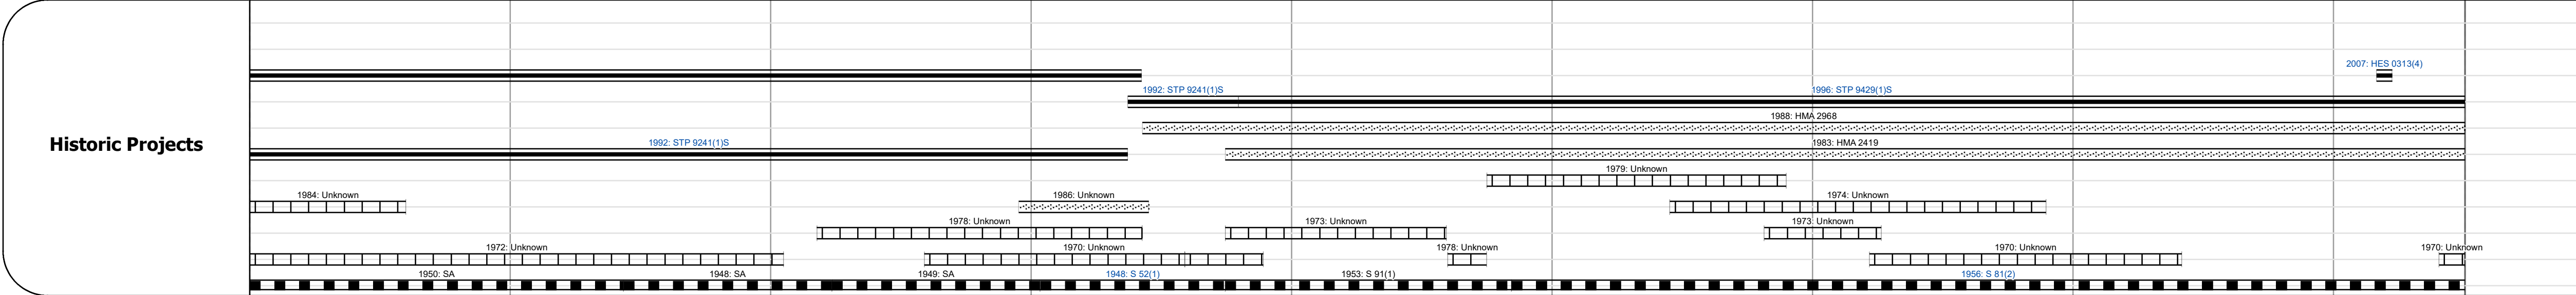 Historic Projects
2007: HES 0313(4)
1992: STP 9241(1)S
1996: STP 9429(1)S
1988: HMA 2968
1992: STP 9241(1)S
1983: HMA 2419
1979: Unknown
1984: Unknown
1986: Unknown
1974: Unknown
1978: Unknown
1973: Unknown
1973: Unknown
1972: Unknown
1970: Unknown
1978: Unknown
1970: Unknown
1970: Unknown
1950: SA
1948: SA
1949: SA
1948: S 52(1)
1953: S 91(1)
1956: S 81(2)